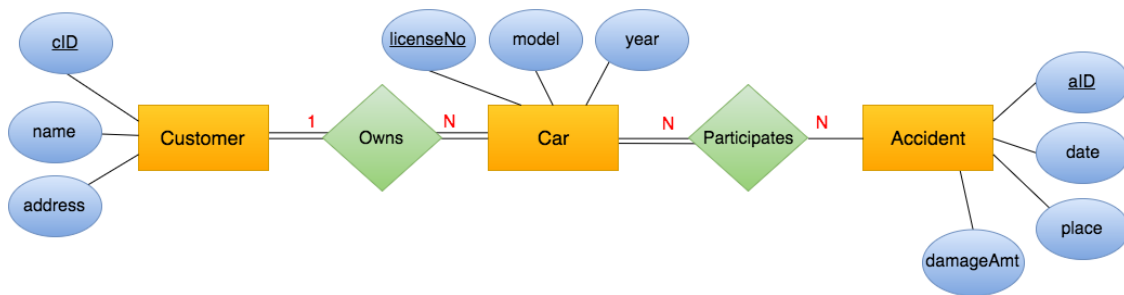 cID
licenseNo
model
year
aID
name
Customer
1
Owns
N
Car
N
Participates
N
Accident
date
address
place
damageAmt